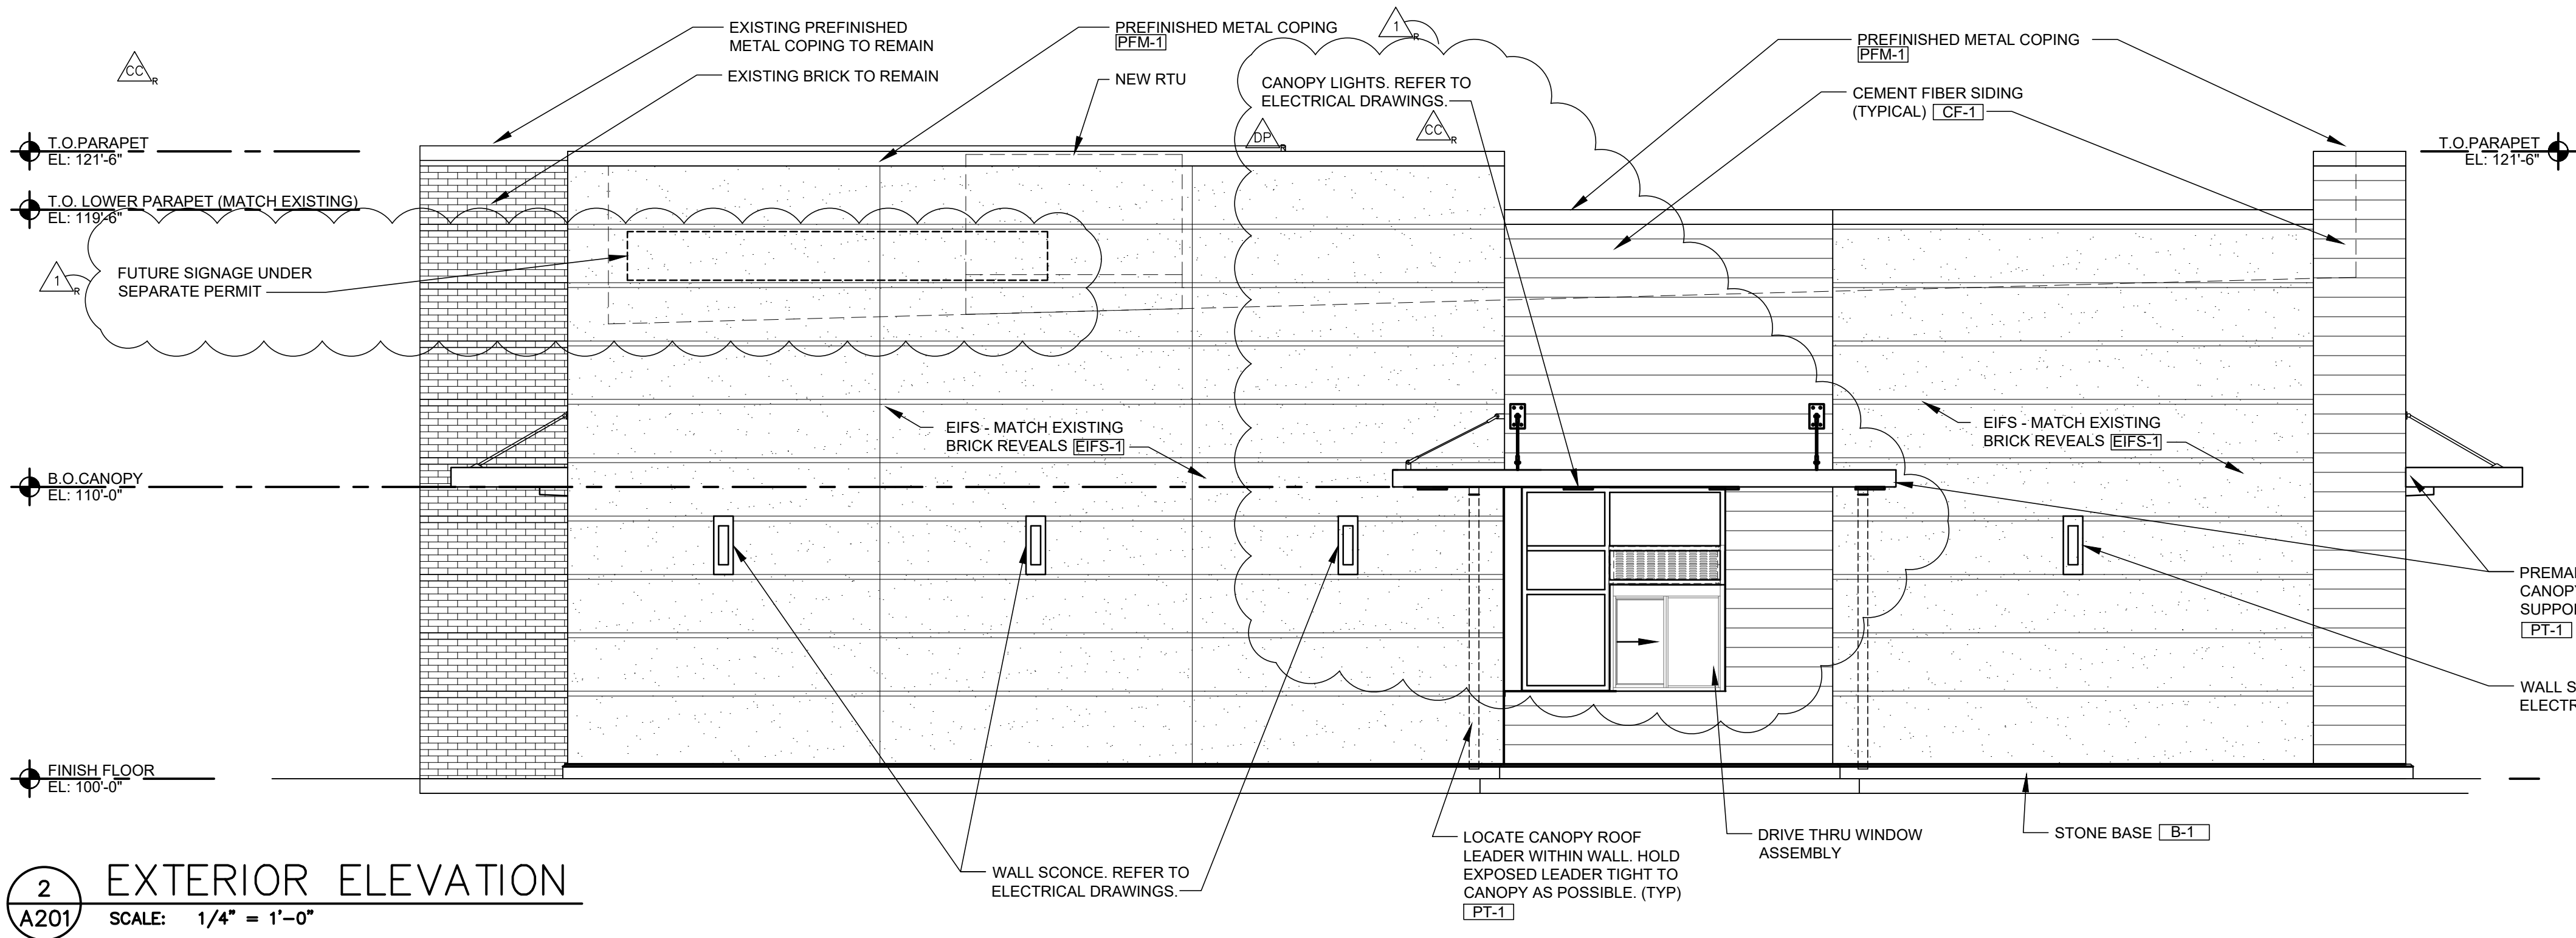 EXISTING PREFINISHED
METAL COPING TO REMAIN
EXISTING BRICK TO REMAIN
PREFINISHED METAL COPING
PFM-1
NEW RTU
1
R
CANOPY LIGHTS. REFER TO
ELECTRICAL DRAWINGS.
PREFINISHED METAL COPING
PFM-1
CEMENT FIBER SIDING
(TYPICAL) CF-1
CC
R
DP
R
CC
R
T.O.PARAPET
EL: 121'-6"
T.O.PARAPET
EL: 121'-6"
T.O. LOWER PARAPET (MATCH EXISTING)
EL: 119'-6"
1
R
FUTURE SIGNAGE UNDER
SEPARATE PERMIT
EIFS - MATCH EXISTING
BRICK REVEALS EIFS-1
EIFS - MATCH EXISTING
BRICK REVEALS EIFS-1
B.O.CANOPY
EL: 110'-0"
CANOP
SUPPO
PT-1
WALL S
ELECTR
FINISH FLOOR
EL: 100'-0"
WALL SCONCE. REFER TO
ELECTRICAL DRAWINGS.
LOCATE CANOPY ROOF
LEADER WITHIN WALL. HOLD
EXPOSED LEADER TIGHT TO
CANOPY AS POSSIBLE. (TYP)
PT-1
DRIVE THRU WINDOW
ASSEMBLY
STONE BASE B-1
2
A201
EXTERIOR ELEVATION
SCALE: 1/4" = 1'-0"